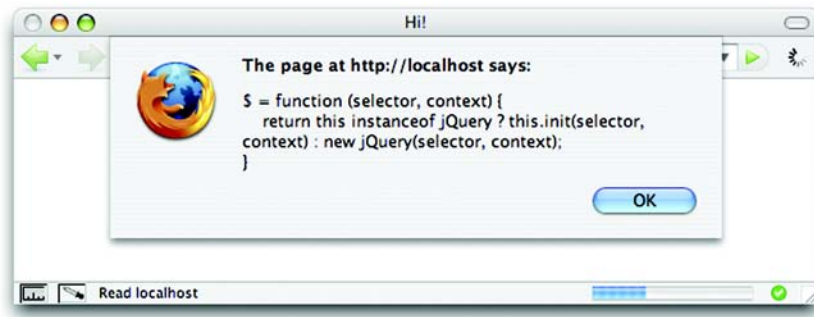 Hi!
The page at http://localhost says:
$ = function (selector, context) {
return this instanceof jQuery ? this.init(selector,
context) : new jQuery(selector, context);
}
OK
Read localhost